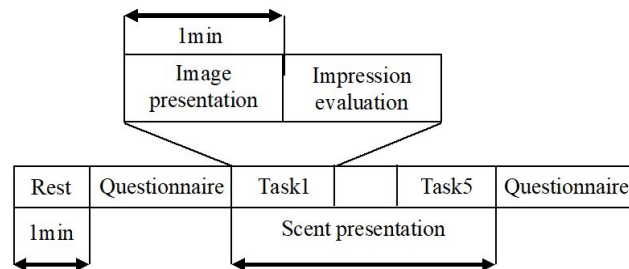 1min
Image
presentation
Impression
evaluation
Rest
Questionnaire
Task1
Task5
Questionnaire
1min
Scent presentation